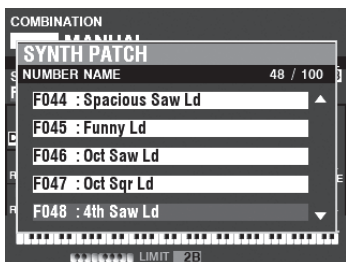 COMBINATION
MANUAL
SYNTH PATCH
NUMBER NAME 48 / 100
F044 : Spacious Saw Ld
F045 : Funny Ld
F046 : Oct Saw Ld
F047 : Oct Sqr Ld
F048 : 4th Saw Ld
LIMIT 2B